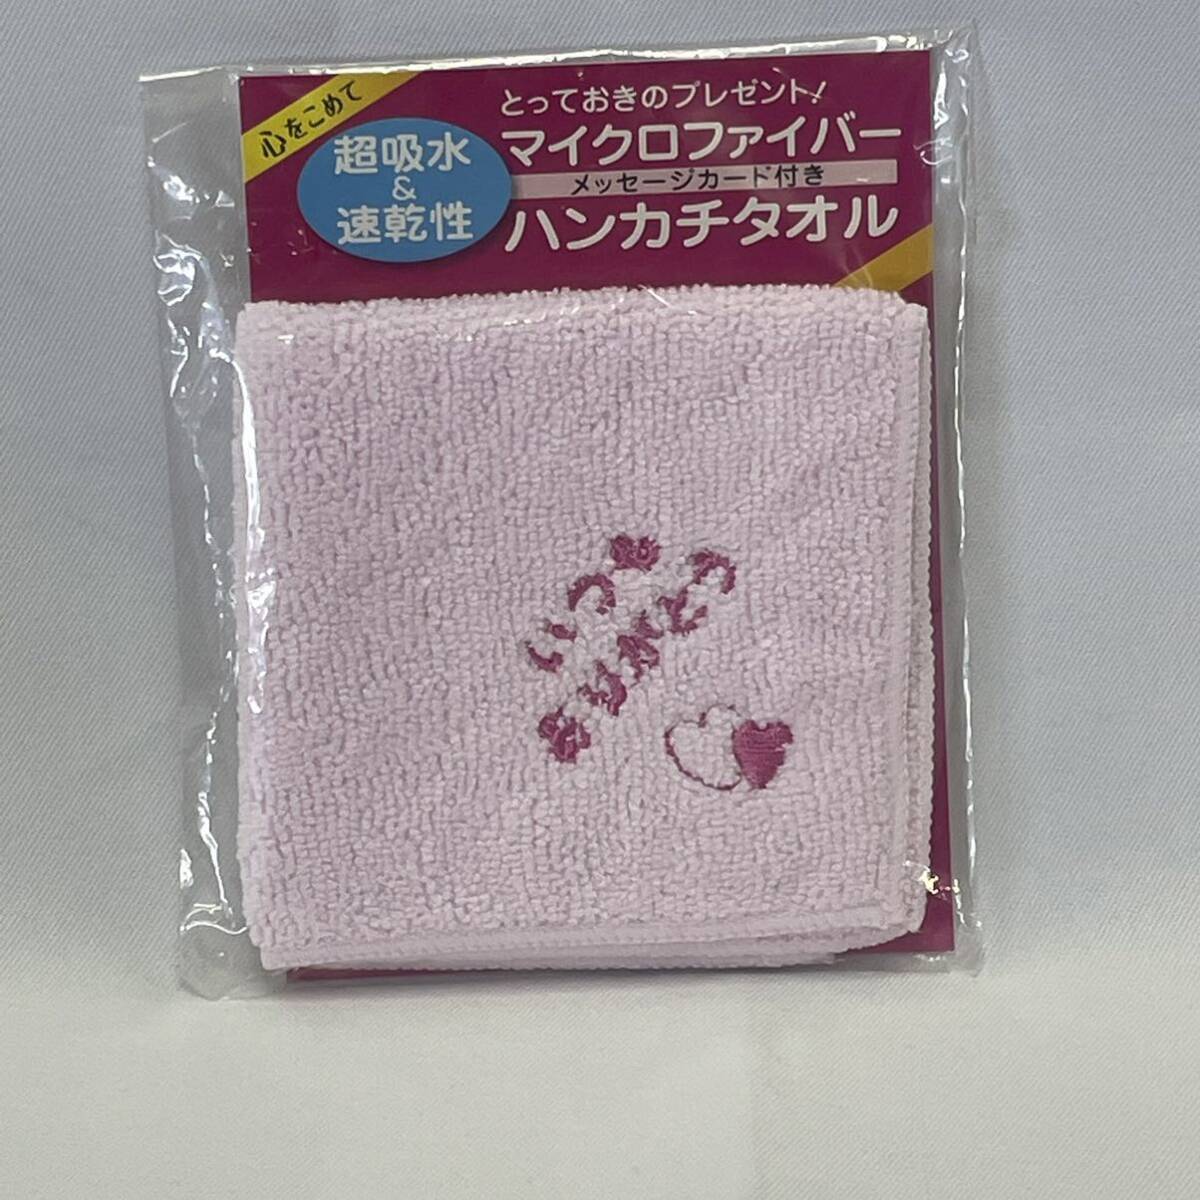 心をこめて
超吸水
&
速乾性
とっておきのプレゼント!
マイクロファイバー
メッセージカード付き
ハンカチタオル
いつも
ありがとう